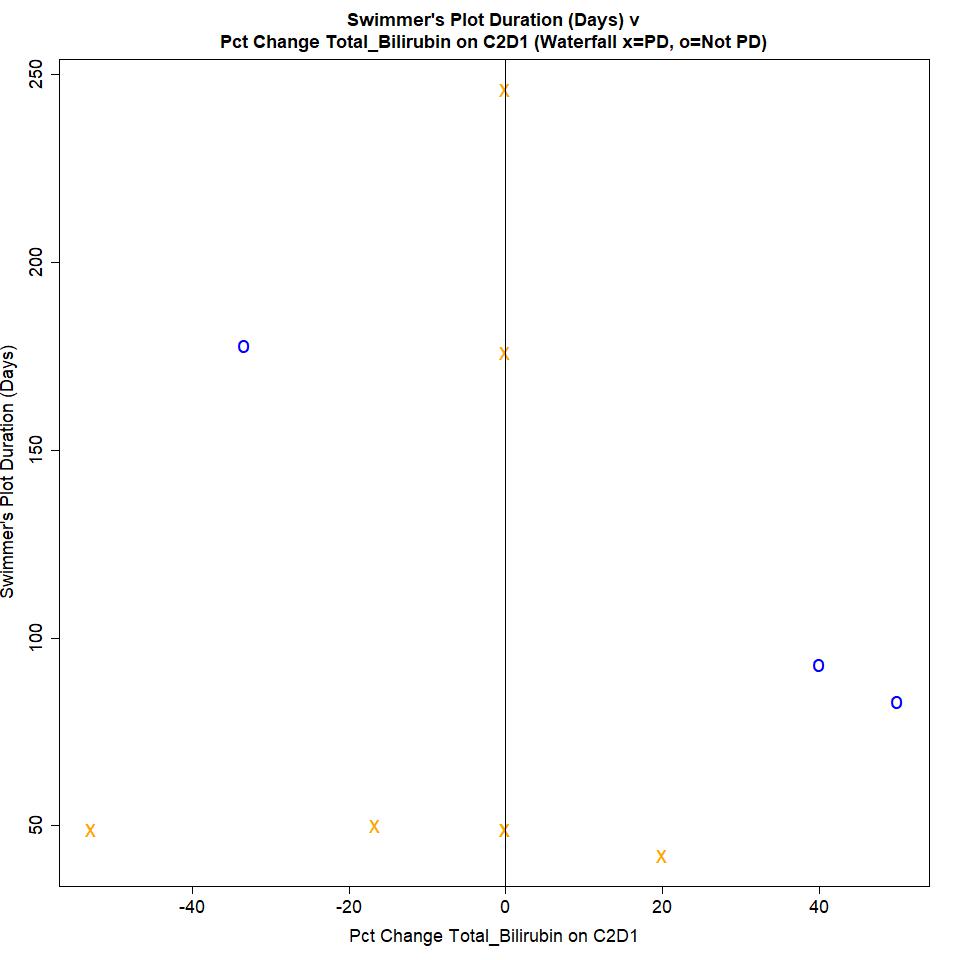 Swimmer's Plot Duration (Days) v
Pct Change Total_Bilirubin on C2D1 (Waterfall x=PD, o=Not PD)
Swimmer's Plot Duration (Days)
250
200
150
100
50
X
X
O
O
O
X
X
X
X
-40
-20
0
20
40
Pct Change Total_Bilirubin on C2D1